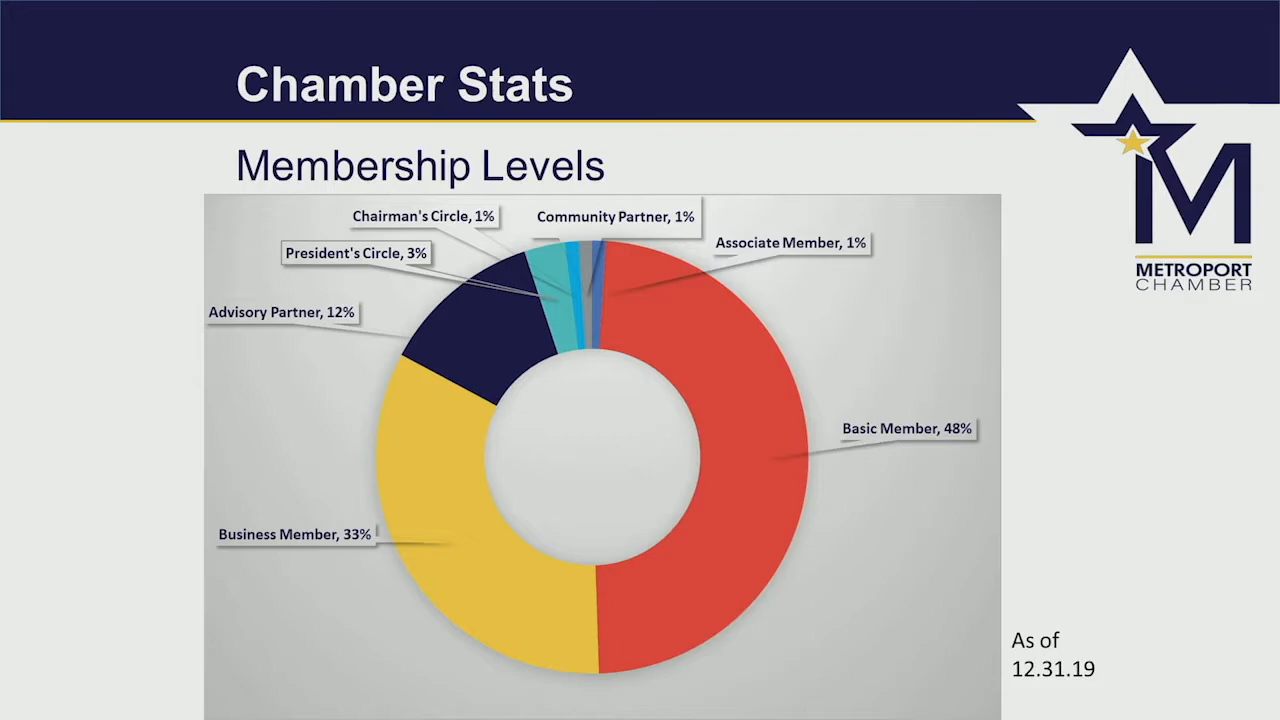 Chamber Stats
Membership Levels
Chairman's Circle, 1%
Community Partner, 1%
Associate Member, 1%
President's Circle, 3%
Advisory Partner, 12%
Basic Member, 48%
Business Member, 33%
M
METROPORT
CHAMBER
As of
12.31.19